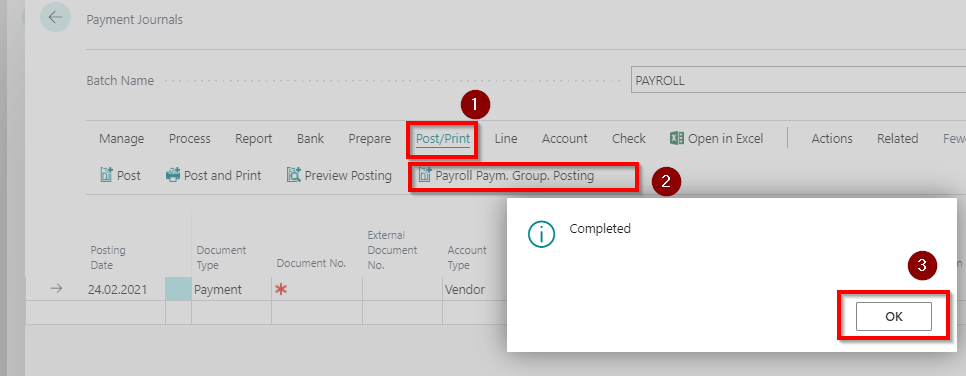 Payment Journals
Batch Name
PAYROLL
1
Manage Process Report Bank Prepare Post/Print Line Account Check Open in Excel Actions Related Few
Post Post and Print Preview Posting Payroll Paym. Group. Posting
2
Completed
Posting Date
Document Type
Document No.
External Document No.
Account Type
3
24.02.2021 Payment * Vendor
OK